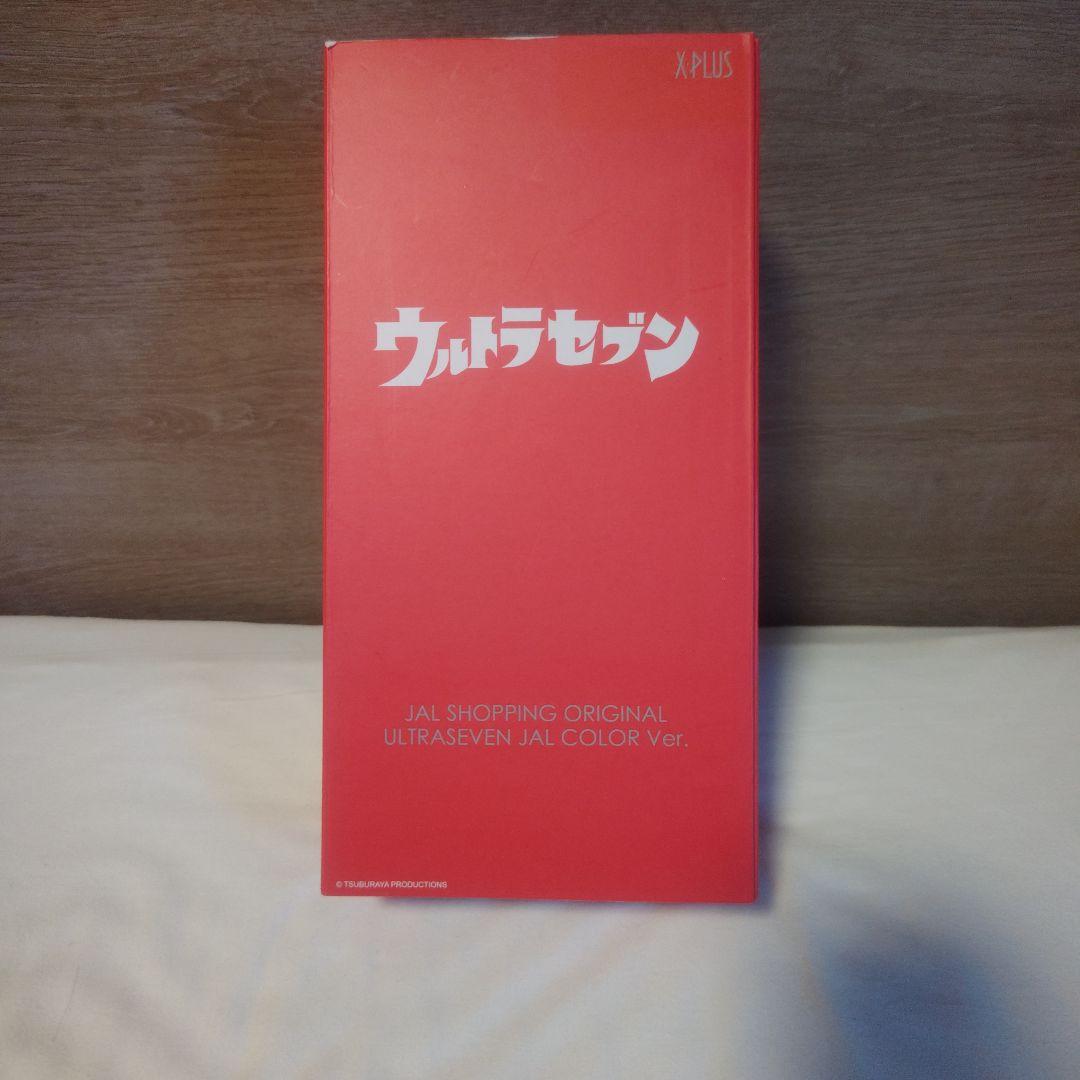 X-PLUS
ウルトラセブン
JAL SHOPPING ORIGINAL
ULTRASEVEN JAL COLOR Ver.
© TSUBURAYA PRODUCTIONS